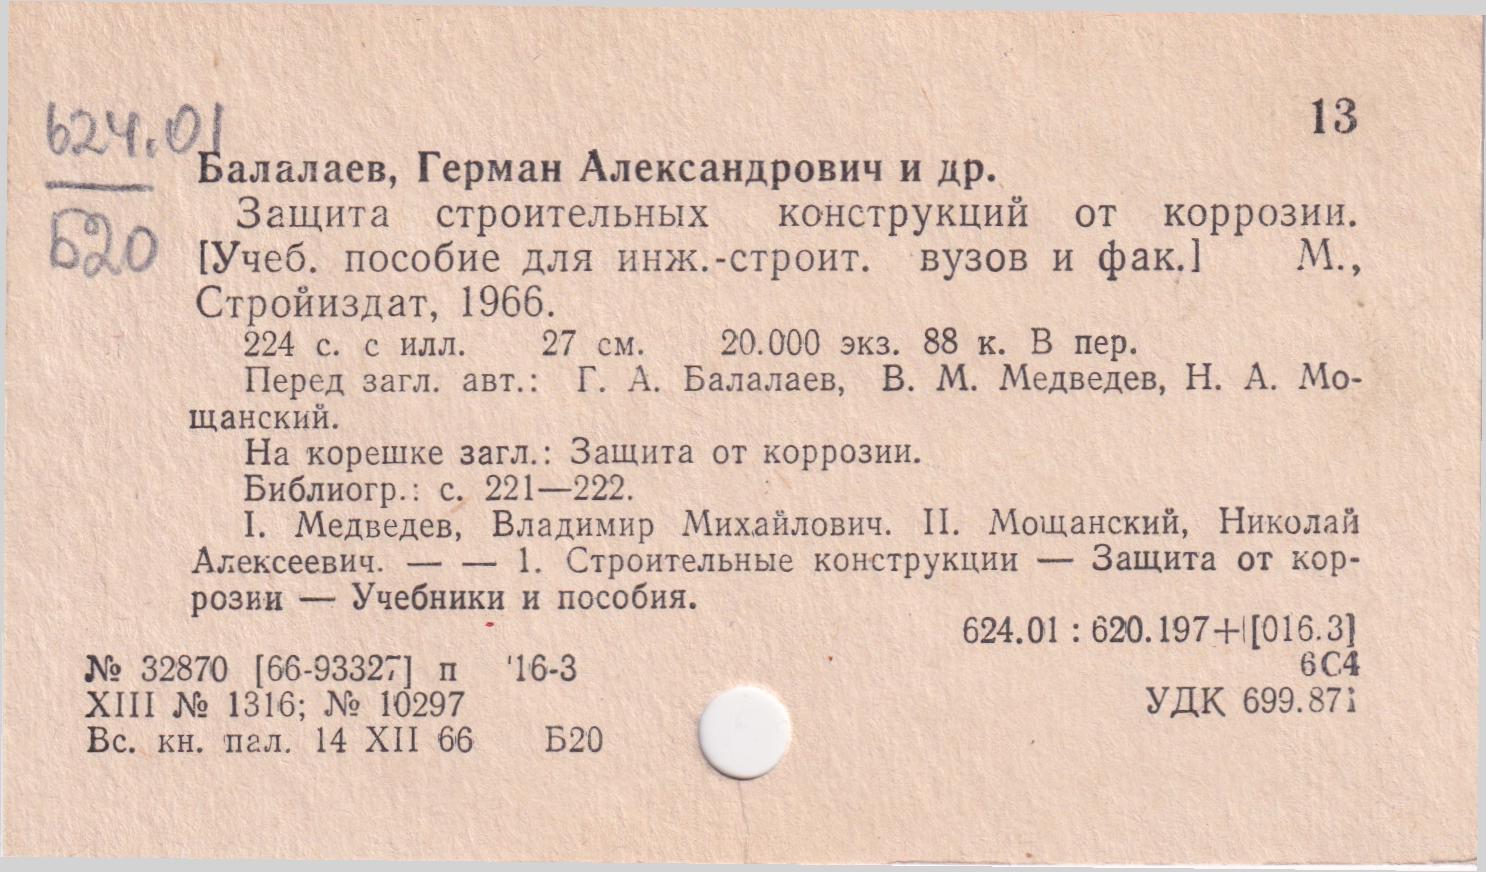 13
624.01
Б20
Балалаев, Герман Александрович и др.
Защита строительных конструкций от коррозии.
[Учеб. пособие для инж.-строит. вузов и фак.] М.,
Стройиздат, 1966.
224 с. с илл. 27 см. 20.000 экз. 88 к. В пер.
Перед загл. авт.: Г. А. Балалаев, В. М. Медведев, Н. А. Мо-
щанский.
На корешке загл.: Защита от коррозии.
Библиогр.: с. 221—222.
I. Медведев, Владимир Михайлович. II. Мощанский, Николай
Алексеевич. — — 1. Строительные конструкции — Защита от кор-
розии — Учебники и пособия.
624.01 : 620.197+[016.3]
№ 32870 [66-93327] п 16-3
6С4
XIII № 1316; № 10297
УДК 699.871
Вс. кн. пал. 14 XII 66 Б20